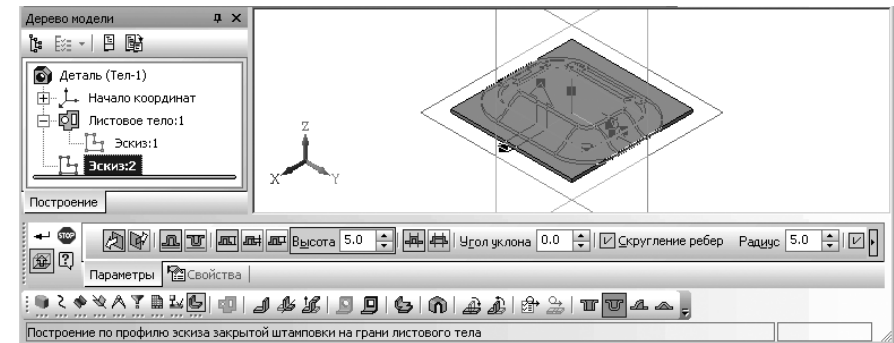 Дерево модели
Деталь (Тел-1)
Начало координат
Листовое тело:1
Эскиз:1
Эскиз:2
Построение
Z
X
Y
STOP
Высота 5.0
Угол уклона 0.0
Скругление ребер
Радиус 5.0
Параметры
Свойства
Построение по профилю эскиза закрытой штамповки на грани листового тела